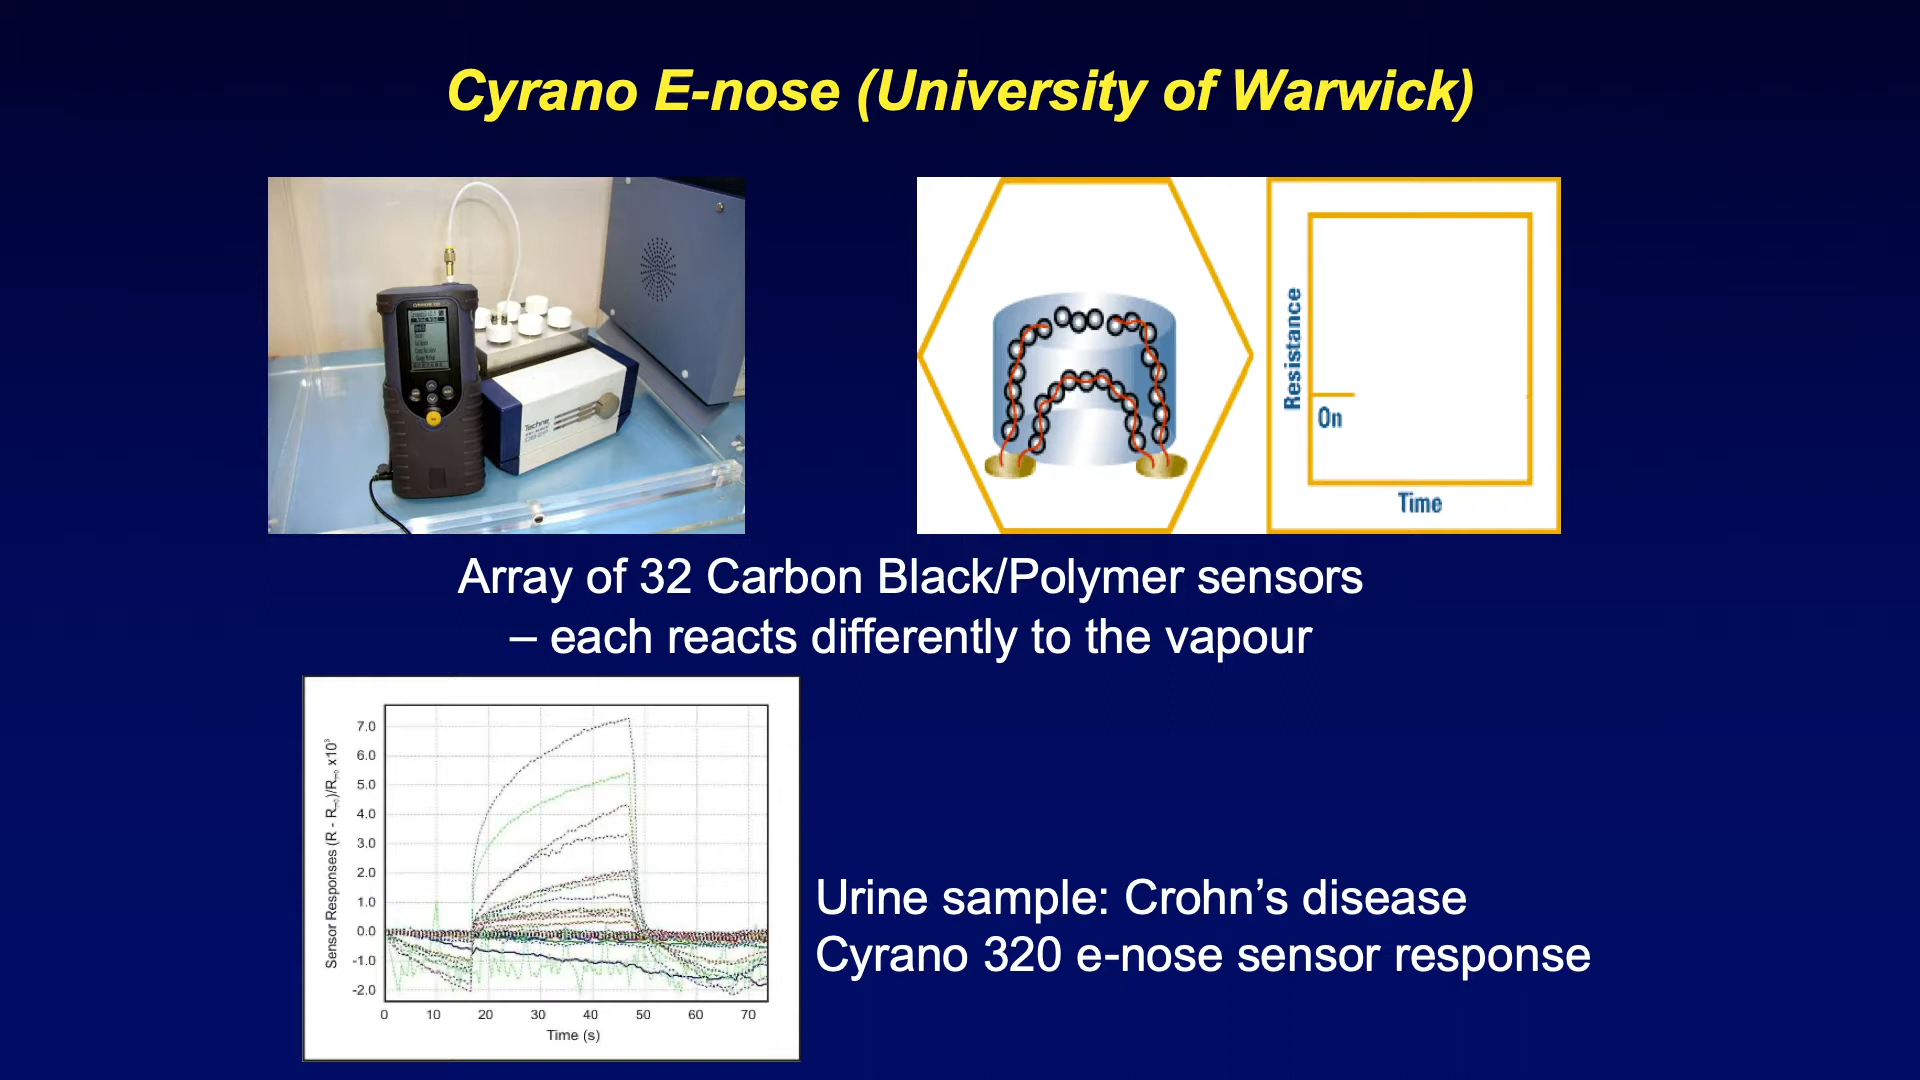 Cyrano E-nose (University of Warwick)
Techne
Resistance
On
Time
Array of 32 Carbon Black/Polymer sensors
– each reacts differently to the vapour
Sensor Responses (R - R
)/R
x10³
7.0
6.0
5.0
4.0
3.0
2.0
1.0
0.0
-1.0
-2.0
0 10 20 30 40 50 60 70
Time (s)
Urine sample: Crohn’s disease
Cyrano 320 e-nose sensor response